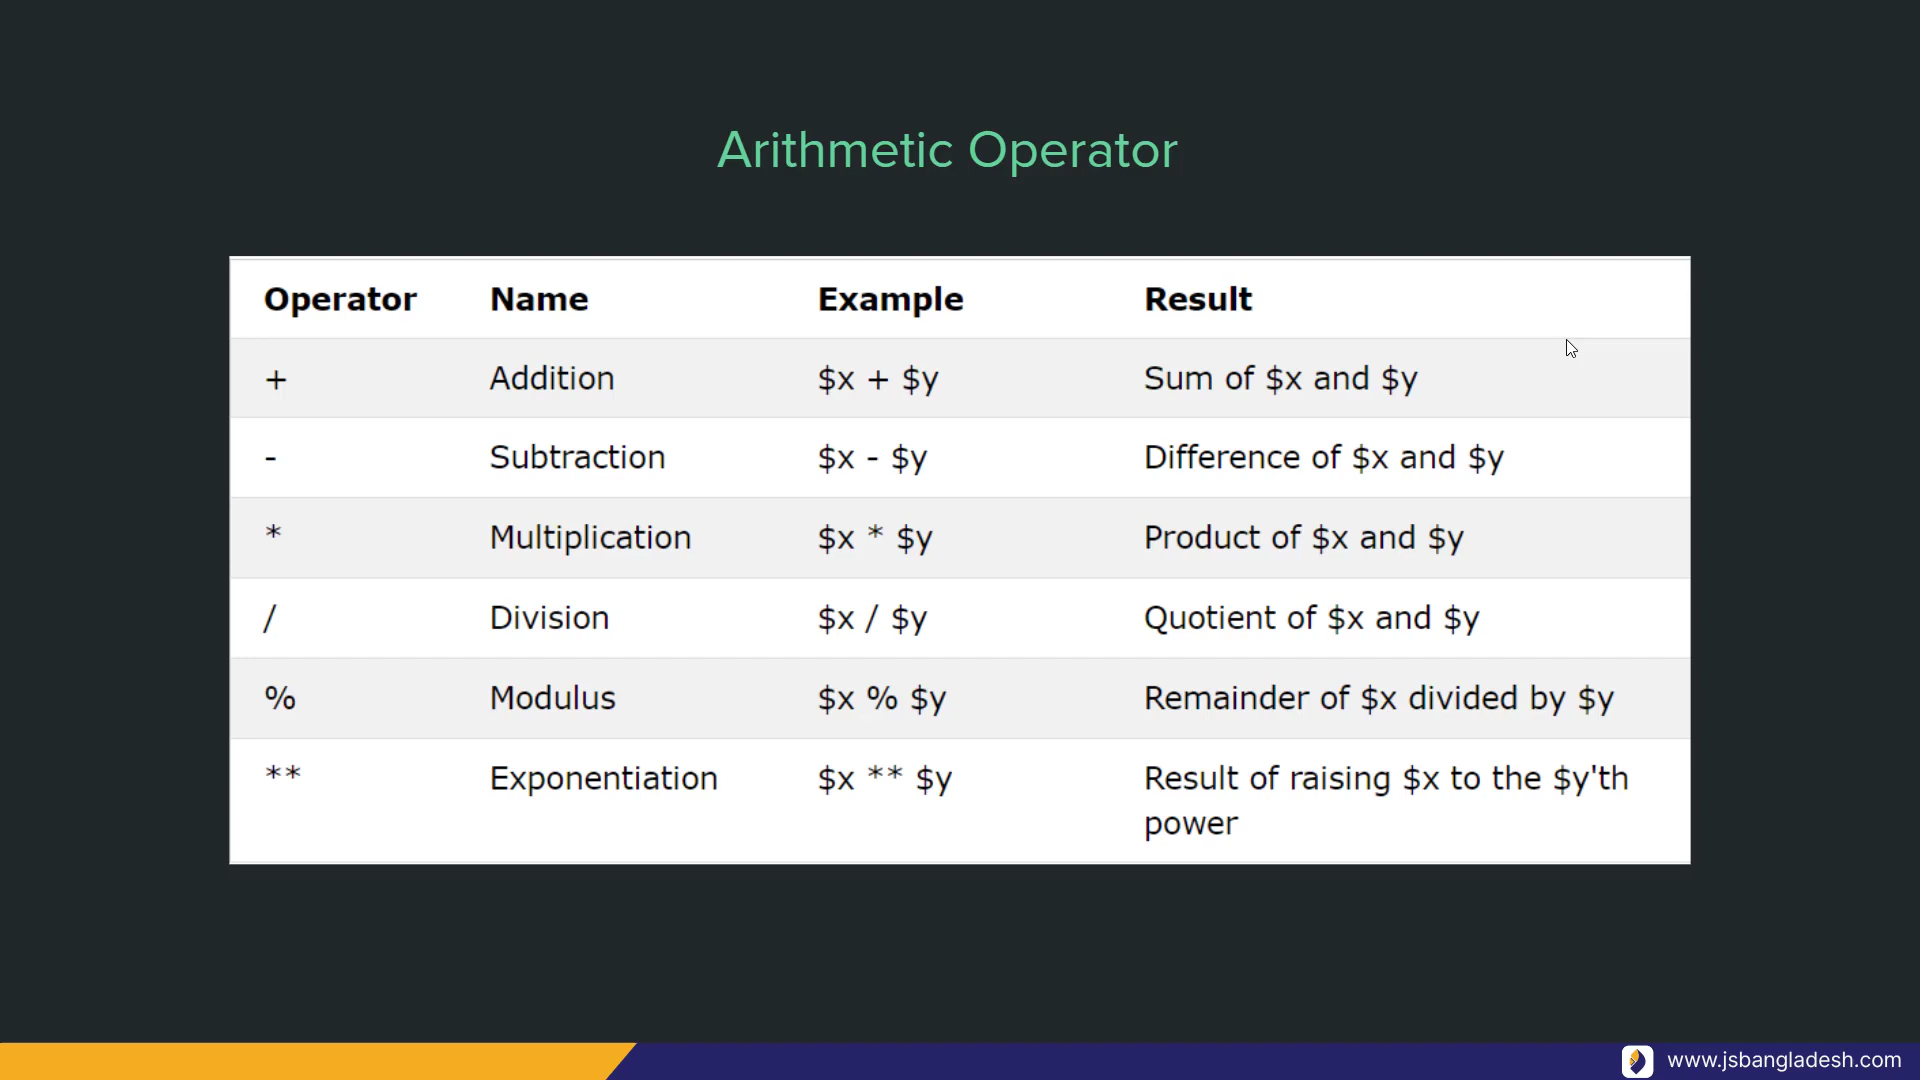 Arithmetic Operator
Operator Name Example Result
+ Addition $x + $y Sum of $x and $y
- Subtraction $x - $y Difference of $x and $y
* Multiplication $x * $y Product of $x and $y
/ Division $x / $y Quotient of $x and $y
% Modulus $x % $y Remainder of $x divided by $y
** Exponentiation $x ** $y Result of raising $x to the $y'th
power
www.jsbangladesh.com